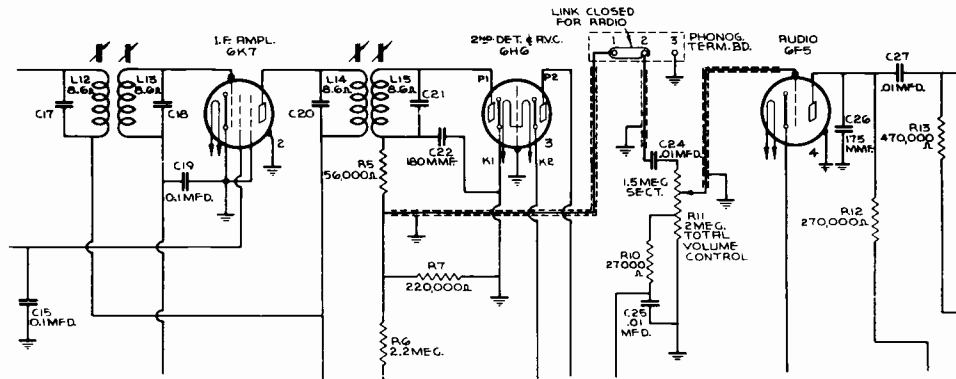 LINK CLOSED
FOR RADIO
I.F. AMPL.
6K7
2ND DET. & A.V.C.
6H6
1 2 3
PHONOG.
TERM. BD.
AUDIO
6F5
C27
.01MFD.
L12
8.6Ω
L13
8.6Ω
L14
8.6Ω
L15
8.6Ω
P1
P2
C17
C18
C20
C21
C26
175
MMF.
R13
470,000Ω
2
3
4
C22
180MMF.
K1
K2
C24
.01MFD.
C19
0.1MFD.
R5
56,000Ω
1.5MEG
SECT.
R11
2MEG.
TOTAL
VOLUME
CONTROL
R12
270,000Ω
R10
27000
Ω
R7
220,000Ω
C15
0.1MFD.
C25
.01
MFD.
R6
2.2MEG.